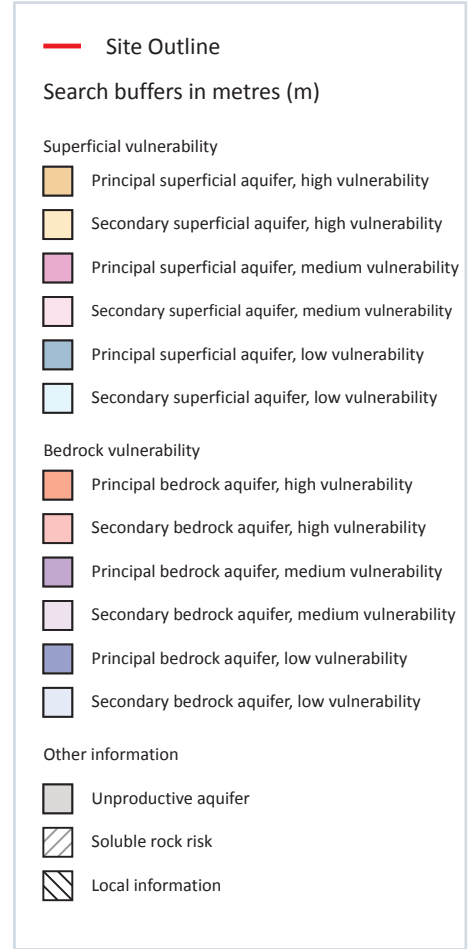 Site Outline
Search buffers in metres (m)
Superficial vulnerability
Principal superficial aquifer, high vulnerability
Secondary superficial aquifer, high vulnerability
Principal superficial aquifer, medium vulnerability
Secondary superficial aquifer, medium vulnerability
Principal superficial aquifer, low vulnerability
Secondary superficial aquifer, low vulnerability
Bedrock vulnerability
Principal bedrock aquifer, high vulnerability
Secondary bedrock aquifer, high vulnerability
Principal bedrock aquifer, medium vulnerability
Secondary bedrock aquifer, medium vulnerability
Principal bedrock aquifer, low vulnerability
Secondary bedrock aquifer, low vulnerability
Other information
Unproductive aquifer
Soluble rock risk
Local information